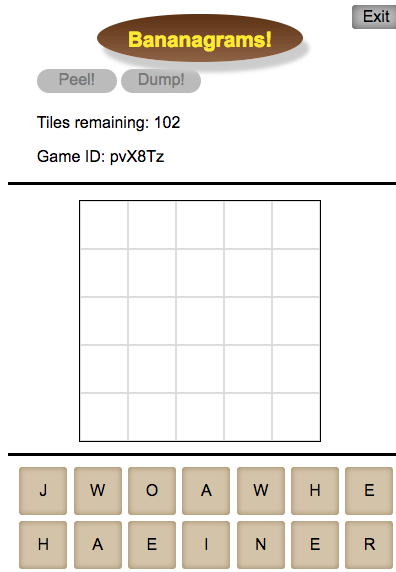 Exit
Bananagrams!
Peel! Dump!
Tiles remaining: 102
Game ID: pvX8Tz
J W O A W H E
H A E I N E R